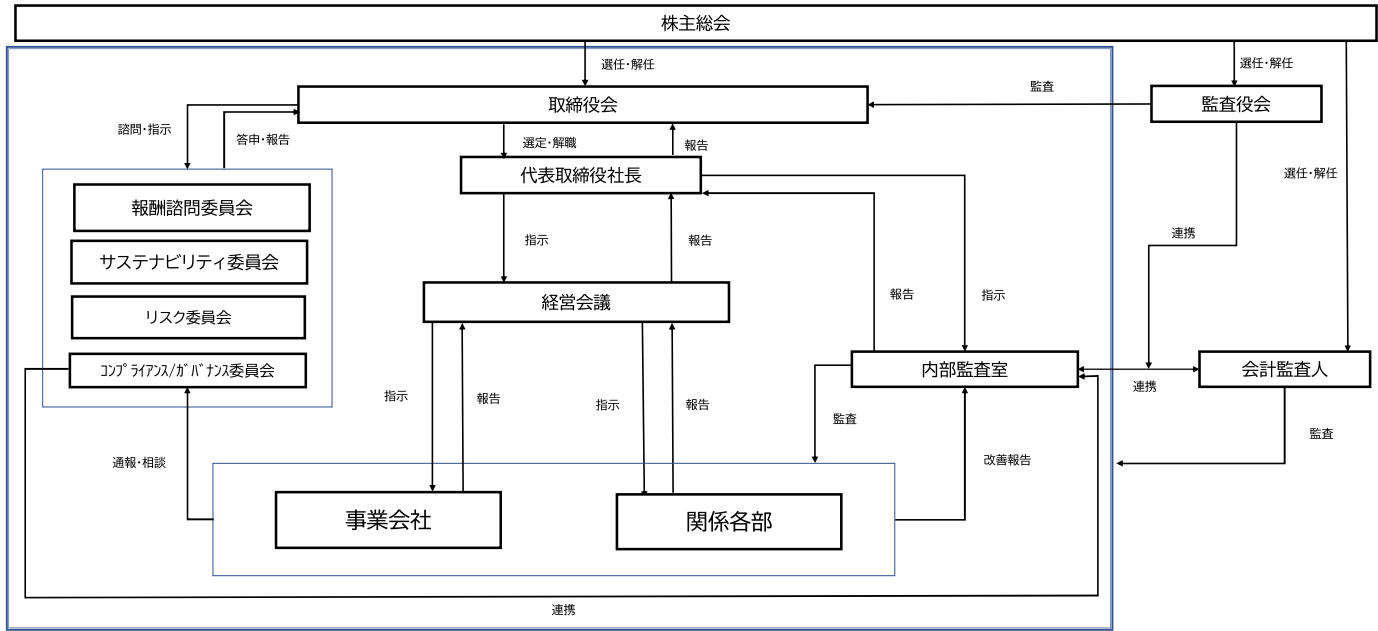 株主総会
選任・解任
選任・解任
監査
取締役会
監査役会
諮問・指示
答申・報告
選定・解職
報告
代表取締役社長
選任・解任
報酬諮問委員会
サステナビリティ委員会
リスク委員会
ｺﾝﾌﾟﾗｲｱﾝｽ/ｶﾞﾊﾞﾅﾝｽ委員会
指示
報告
連携
経営会議
報告
指示
内部監査室
会計監査人
連携
指示
報告
指示
報告
監査
監査
通報・相談
改善報告
事業会社
関係各部
連携